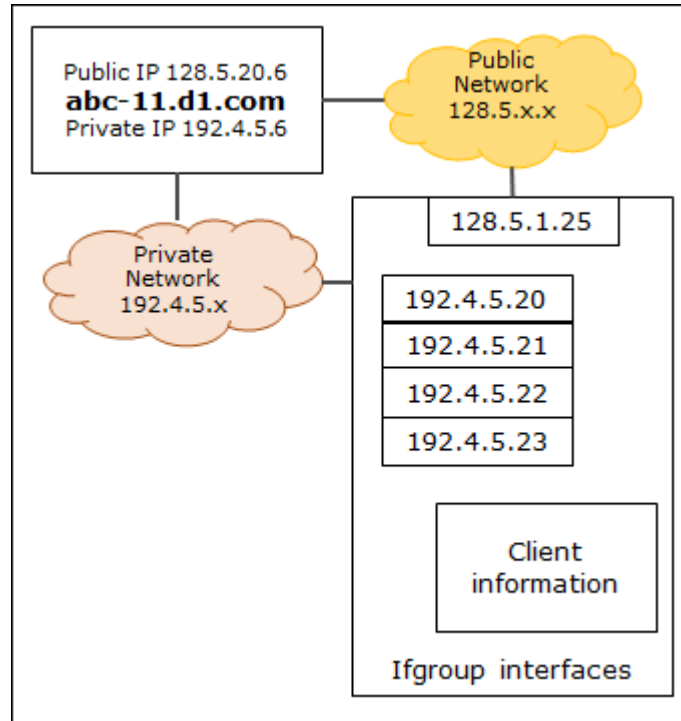 Public IP 128.5.20.6
abc-11.d1.com
Private IP 192.4.5.6
Public
Network
128.5.x.x
128.5.1.25
Private
Network
192.4.5.x
192.4.5.20
192.4.5.21
192.4.5.22
192.4.5.23
Client
information
Ifgroup interfaces